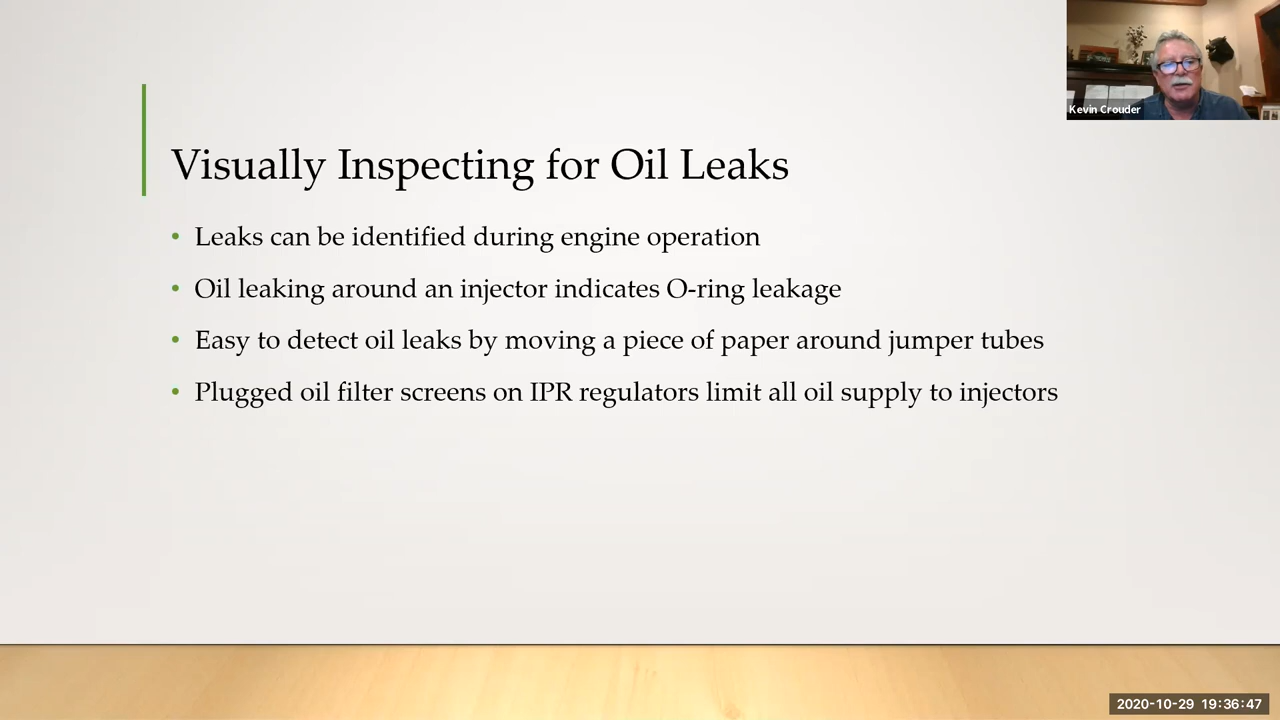 Kevin Crouder
Visually Inspecting for Oil Leaks
• Leaks can be identified during engine operation
• Oil leaking around an injector indicates O-ring leakage
• Easy to detect oil leaks by moving a piece of paper around jumper tubes
• Plugged oil filter screens on IPR regulators limit all oil supply to injectors
2020-10-29 19:36:47